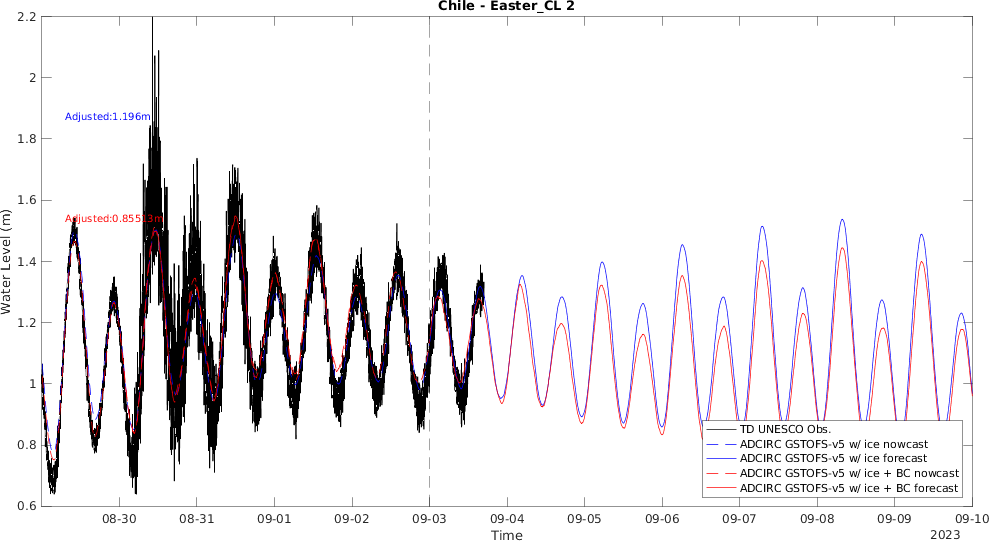 Chile - Easter_CL 2
2.2
2
1.8
1.6
1.4
1.2
1
0.8
0.6
Water Level (m)
Adjusted:1.196m
Adjusted:0.85513m
TD UNESCO Obs.
ADCIRC GSTOFS-v5 w/ ice nowcast
ADCIRC GSTOFS-v5 w/ ice forecast
ADCIRC GSTOFS-v5 w/ ice + BC nowcast
ADCIRC GSTOFS-v5 w/ ice + BC forecast
08-30 08-31 09-01 09-02 09-03 09-04 09-05 09-06 09-07 09-08 09-09 09-10
Time
2023